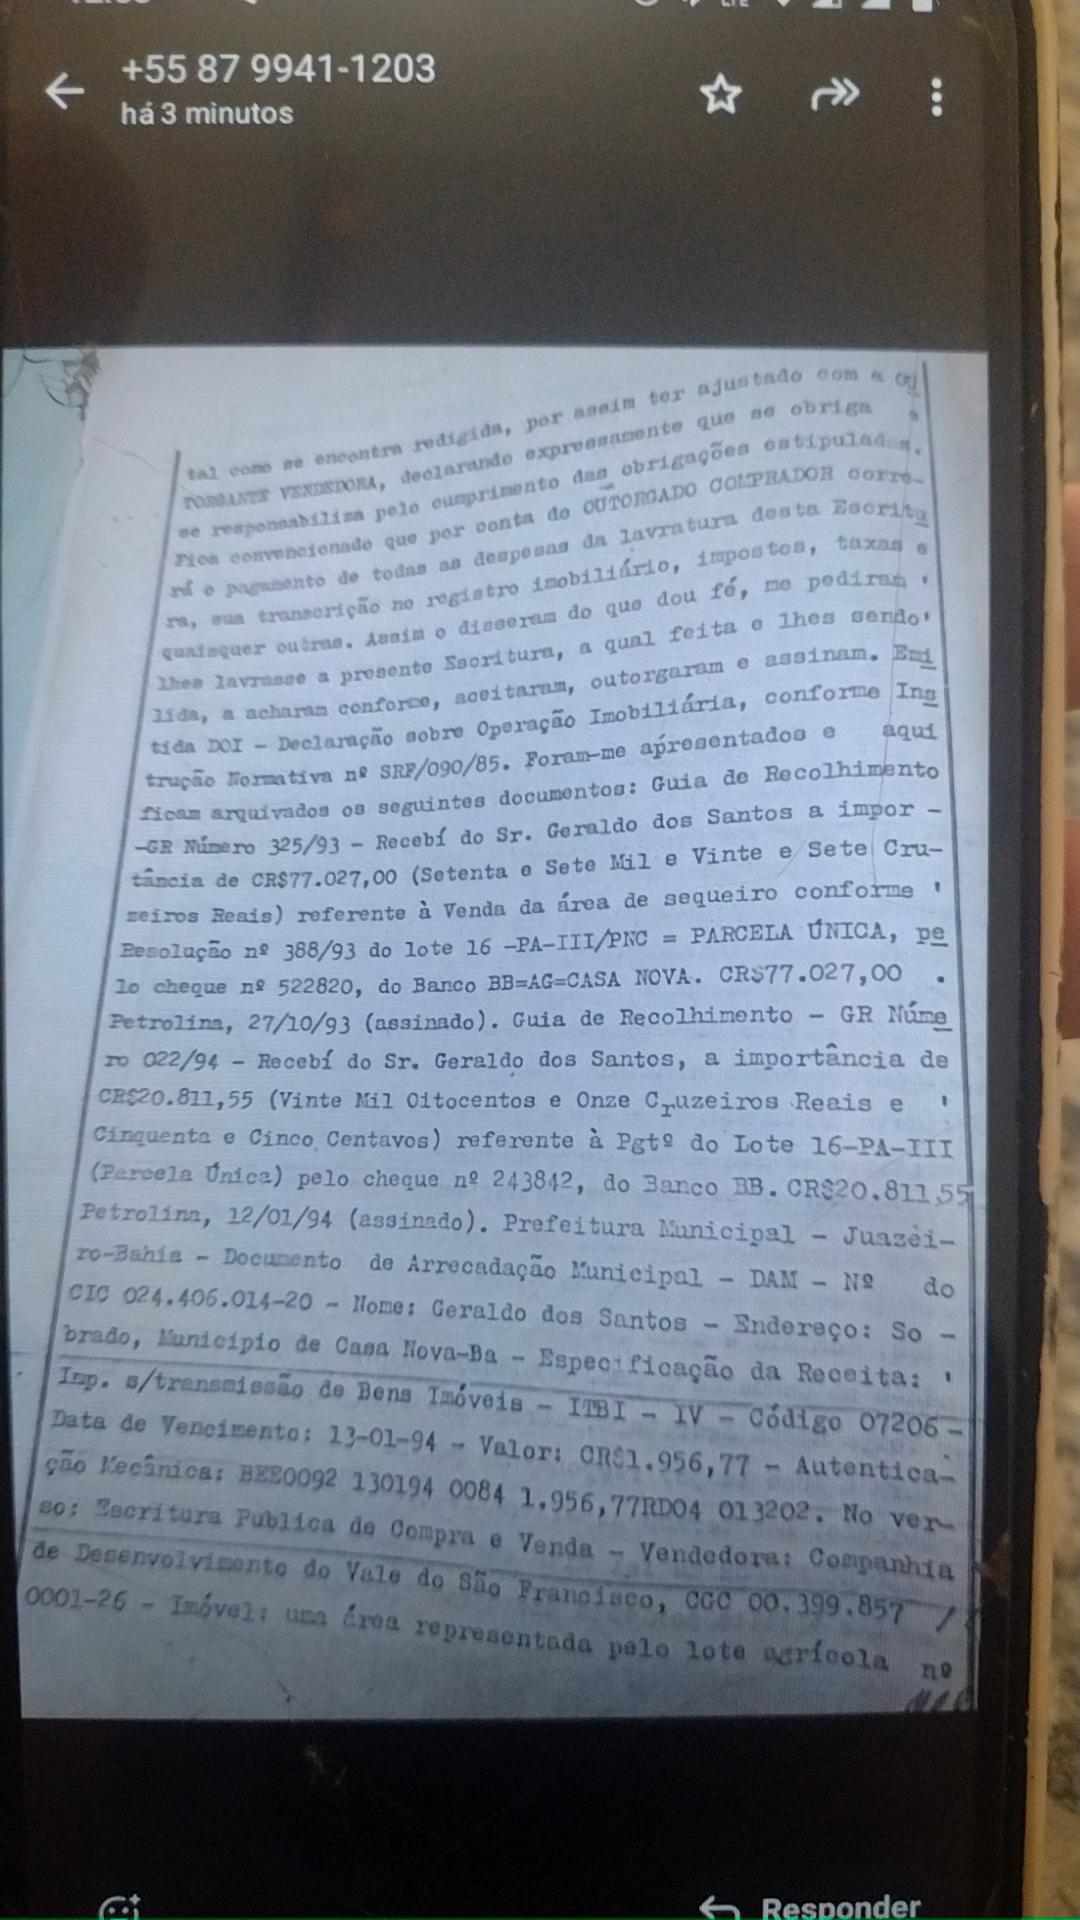 +55 87 9941-1203
há 3 minutos
tal como se encontra redigida, por assim ter ajustado com a OU
TORGANTE VENDEDORA, declarando expressamente que se obriga e
se responsabiliza pelo cumprimento das obrigações estipuladas.
Fica convencionado que por conta do OUTORGADO COMPRADOR corre-
rá o pagamento de todas as despesas da lavratura desta Escritu
ra, sua transcrição no registro imobiliário, impostos, taxas e
quaisquer outras. Assim o disseram do que dou fé, me pediram '
lhes lavrasse a presente Escritura, a qual feita e lhes sendo'
lida, a acharam conforme, aceitaram, outorgaram e assinam. Emi
tida DOI - Declaração sobre Operação Imobiliária, conforme Ins
trução Normativa nº SRF/090/85. Foram-me apresentados e aqui
ficam arquivados os seguintes documentos: Guia de Recolhimento
-GR Número 325/93 - Recebí do Sr. Geraldo dos Santos a impor -
tância de CR$77.027,00 (Setenta e Sete Mil e Vinte e Sete Cru-
zeiros Reais) referente à Venda da área de sequeiro conforme '
Resolução nº 388/93 do lote 16 -PA-III/PNC = PARCELA ÚNICA, pe
lo cheque nº 522820, do Banco BB=AG=CASA NOVA. CR$77.027,00 .
Petrolina, 27/10/93 (assinado). Guia de Recolhimento - GR Núme
ro 022/94 - Recebí do Sr. Geraldo dos Santos, a importância de
CR$20.811,55 (Vinte Mil Oitocentos e Onze Cruzeiros Reais e '
Cinquenta e Cinco Centavos) referente à Pgtº do Lote 16-PA-III
(Parcela Única) pelo cheque nº 243842, do Banco BB. CR$20.811,55
Petrolina, 12/01/94 (assinado). Prefeitura Municipal - Juazei-
ro-Bahia - Documento de Arrecadação Municipal - DAM - Nº do
CIC 024.406.014-20 - Nome: Geraldo dos Santos - Endereço: So -
brado, Município de Casa Nova-Ba - Especificação da Receita: '
Imp. s/transmissão de Bens Imóveis - ITBI - IV - Código 07206 -
Data de Vencimento: 13-01-94 - Valor: CR$1.956,77 - Autentica-
ção Mecânica: BEE0092 130194 0084 1.956,77RD04 013202. No ver-
so: Escritura Publica de Compra e Venda - Vendedora: Companhia
de Desenvolvimento do Vale do São Francisco, CGC 00.399.857 /
0001-26 - Imóvel: uma área representada pelo lote agrícola nº
Responder